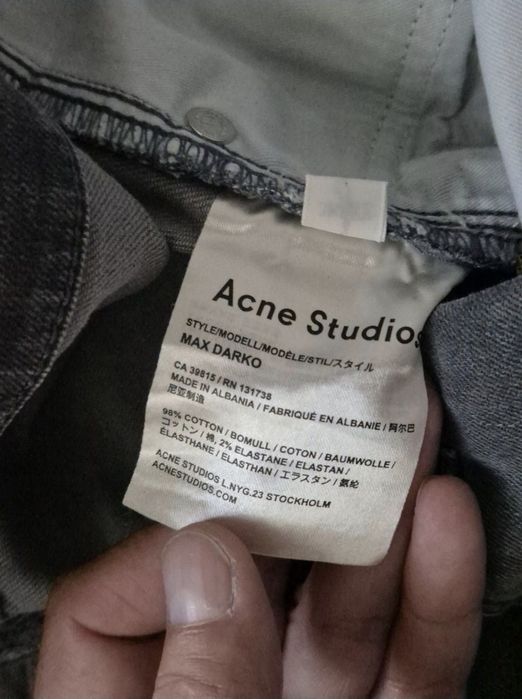 Acne Studios
STYLE/MODELL/MODÈLE/STIL/スタイル
MAX DARKO
CA 39815 / RN 131738
MADE IN ALBANIA / FABRIQUÉ EN ALBANIE / 阿尔巴
尼亚制造
98% COTTON / BOMULL / COTON / BAUMWOLLE /
コットン / 棉, 2% ELASTANE / ELASTAN /
ÉLASTHANE / ELASTHAN / エラスタン / 氨纶
ACNE STUDIOS L.NYG.23 STOCKHOLM
ACNESTUDIOS.COM